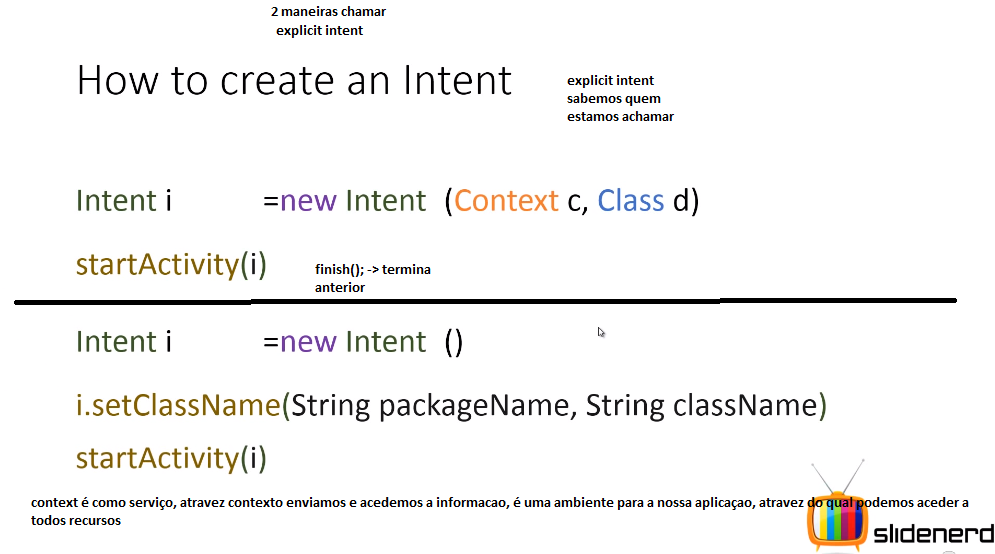 2 maneiras chamar
explicit intent
How to create an Intent
explicit intent
sabemos quem
estamos achamar
Intent i =new Intent (Context c, Class d)
startActivity(i)
finish(); -> termina
anterior
Intent i =new Intent ()
i.setClassName(String packageName, String className)
startActivity(i)
context é como serviço, atravez contexto enviamos e acedemos a informacao, é uma ambiente para a nossa aplicaçao, atravez do qual podemos aceder a
todos recursos
slidenerd